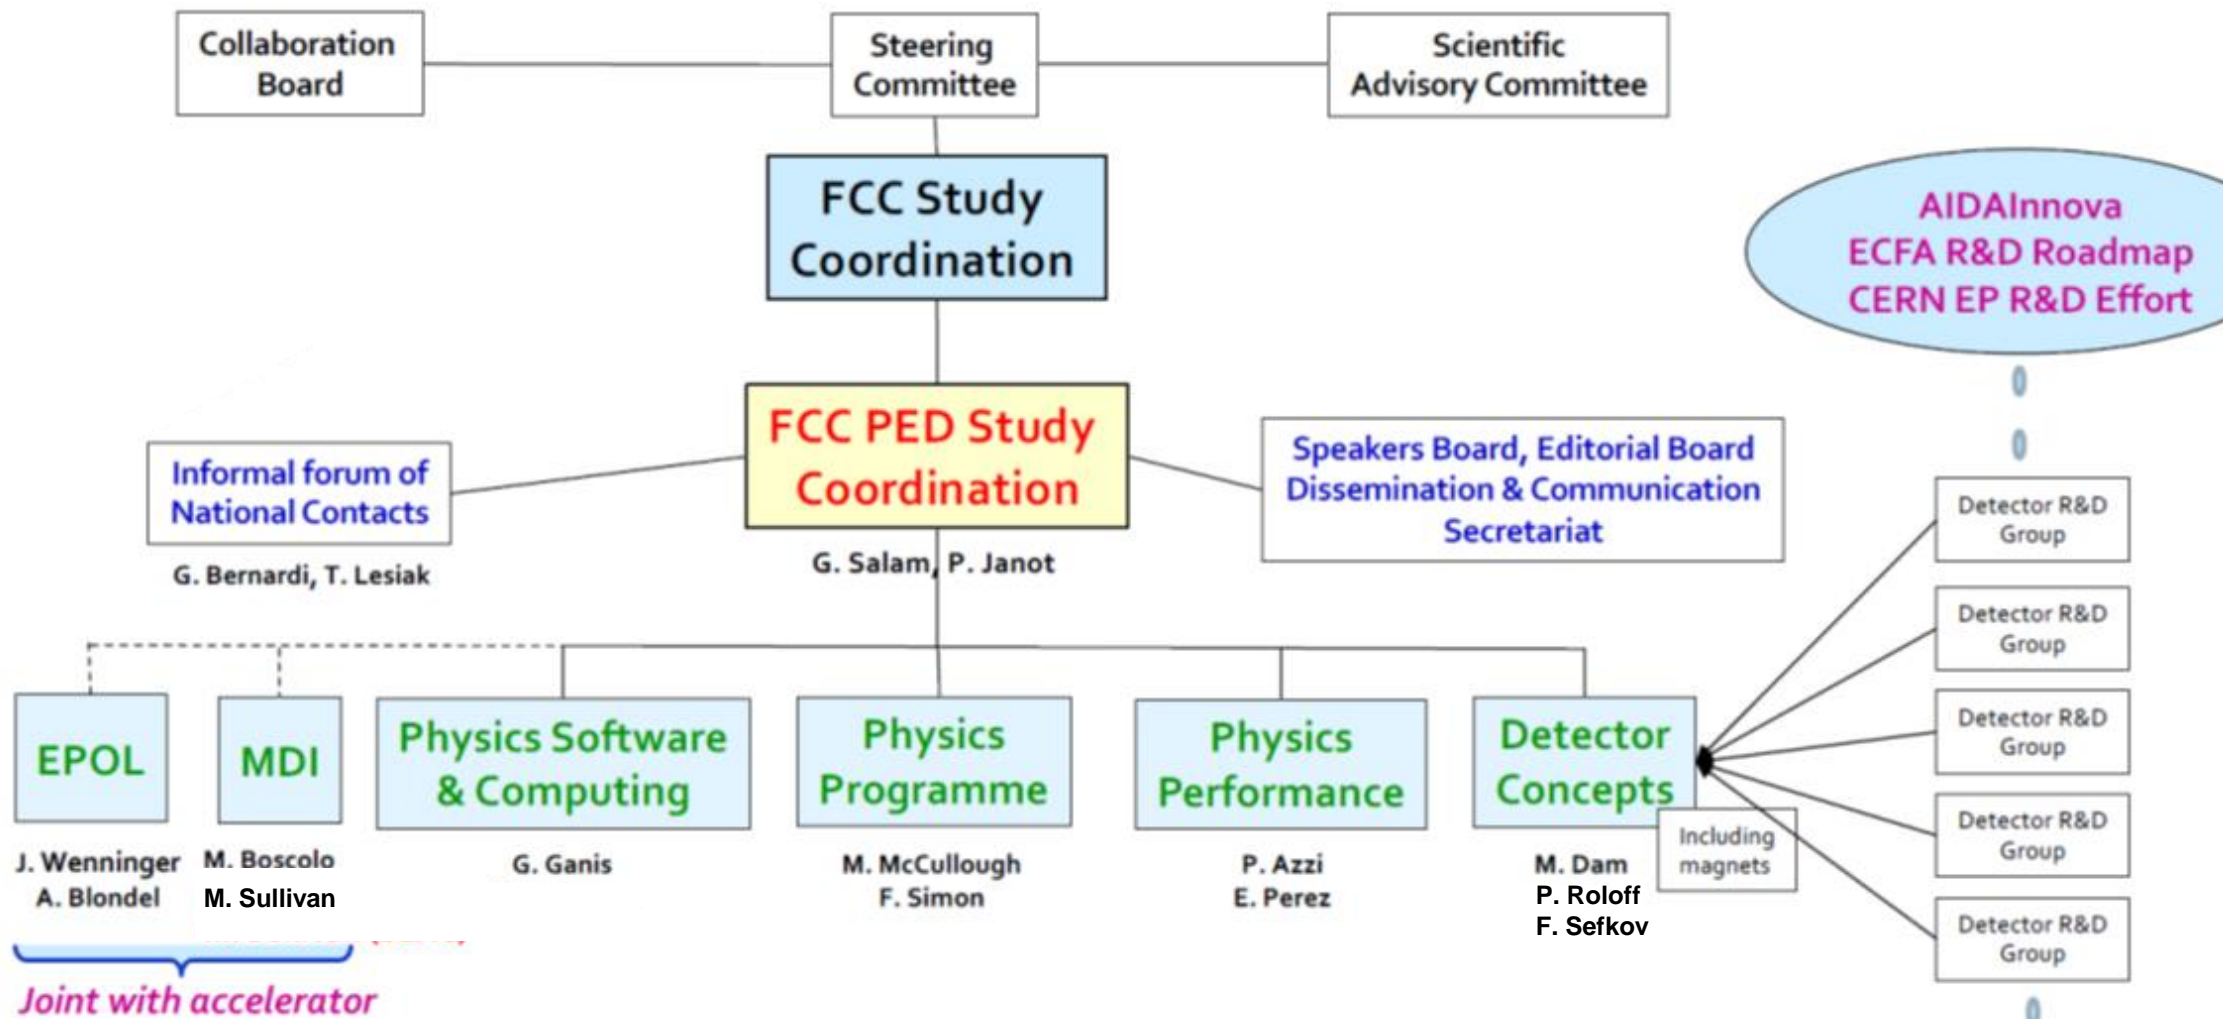 Collaboration
Board
Steering
Committee
Scientific
Advisory Committee
FCC Study
Coordination
AIDAInnova
ECFA R&D Roadmap
CERN EP R&D Effort
FCC PED Study
Coordination
G. Salam, P. Janot
Informal forum of
National Contacts
G. Bernardi, T. Lesiak
Speakers Board, Editorial Board
Dissemination & Communication
Secretariat
EPOL
J. Wenninger
A. Blondel
MDI
M. Boscolo
M. Sullivan
Joint with accelerator
Physics Software
& Computing
G. Ganis
Physics
Programme
M. McCullough
F. Simon
Physics
Performance
P. Azzi
E. Perez
Detector
Concepts
Including
magnets
M. Dam
P. Roloff
F. Sefkov
Detector R&D
Group
Detector R&D
Group
Detector R&D
Group
Detector R&D
Group
Detector R&D
Group